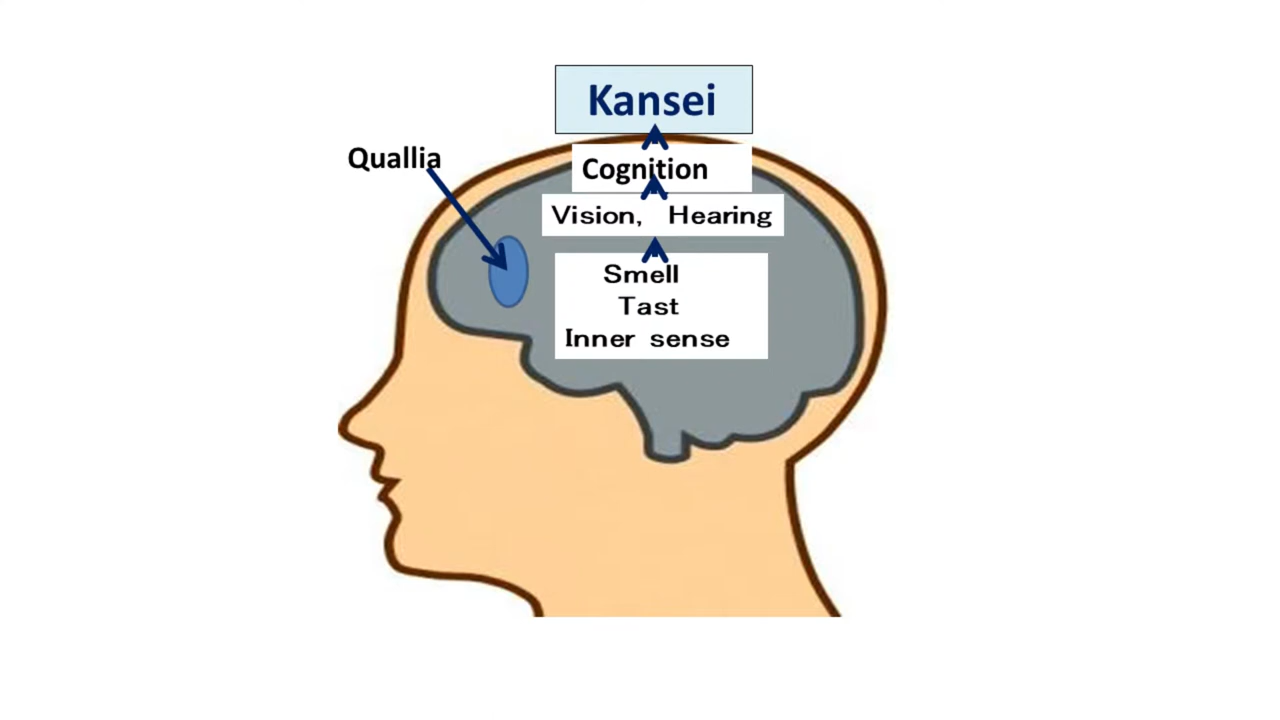 Kansei
Quallia
Cognition
Vision, Hearing
Smell
Tast
Inner sense